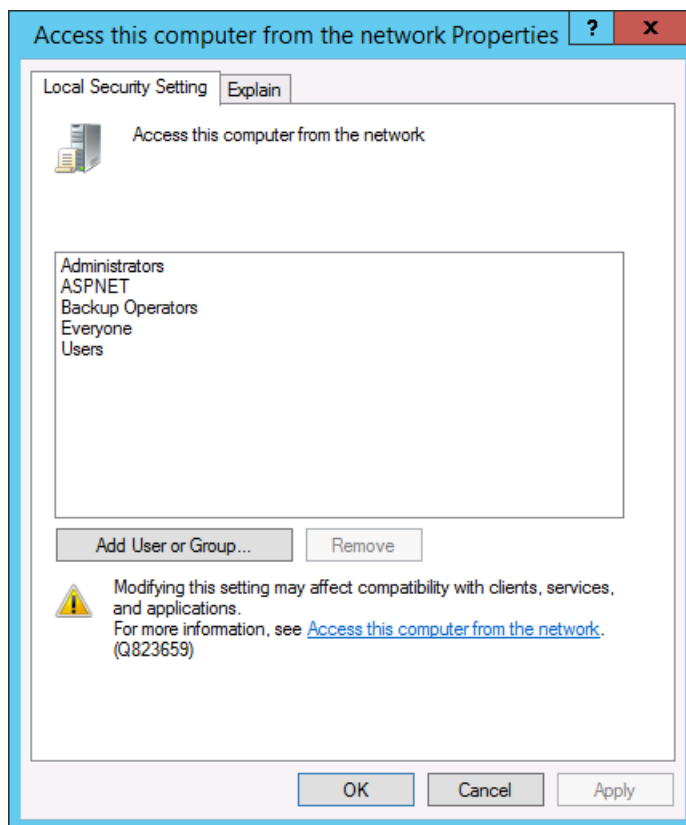 Access this computer from the network Properties
?
x
Local Security Setting
Explain
Access this computer from the network
Administrators
ASPNET
Backup Operators
Everyone
Users
Add User or Group...
Remove
Modifying this setting may affect compatibility with clients, services,
and applications.
For more information, see Access this computer from the network.
(Q823659)
OK
Cancel
Apply